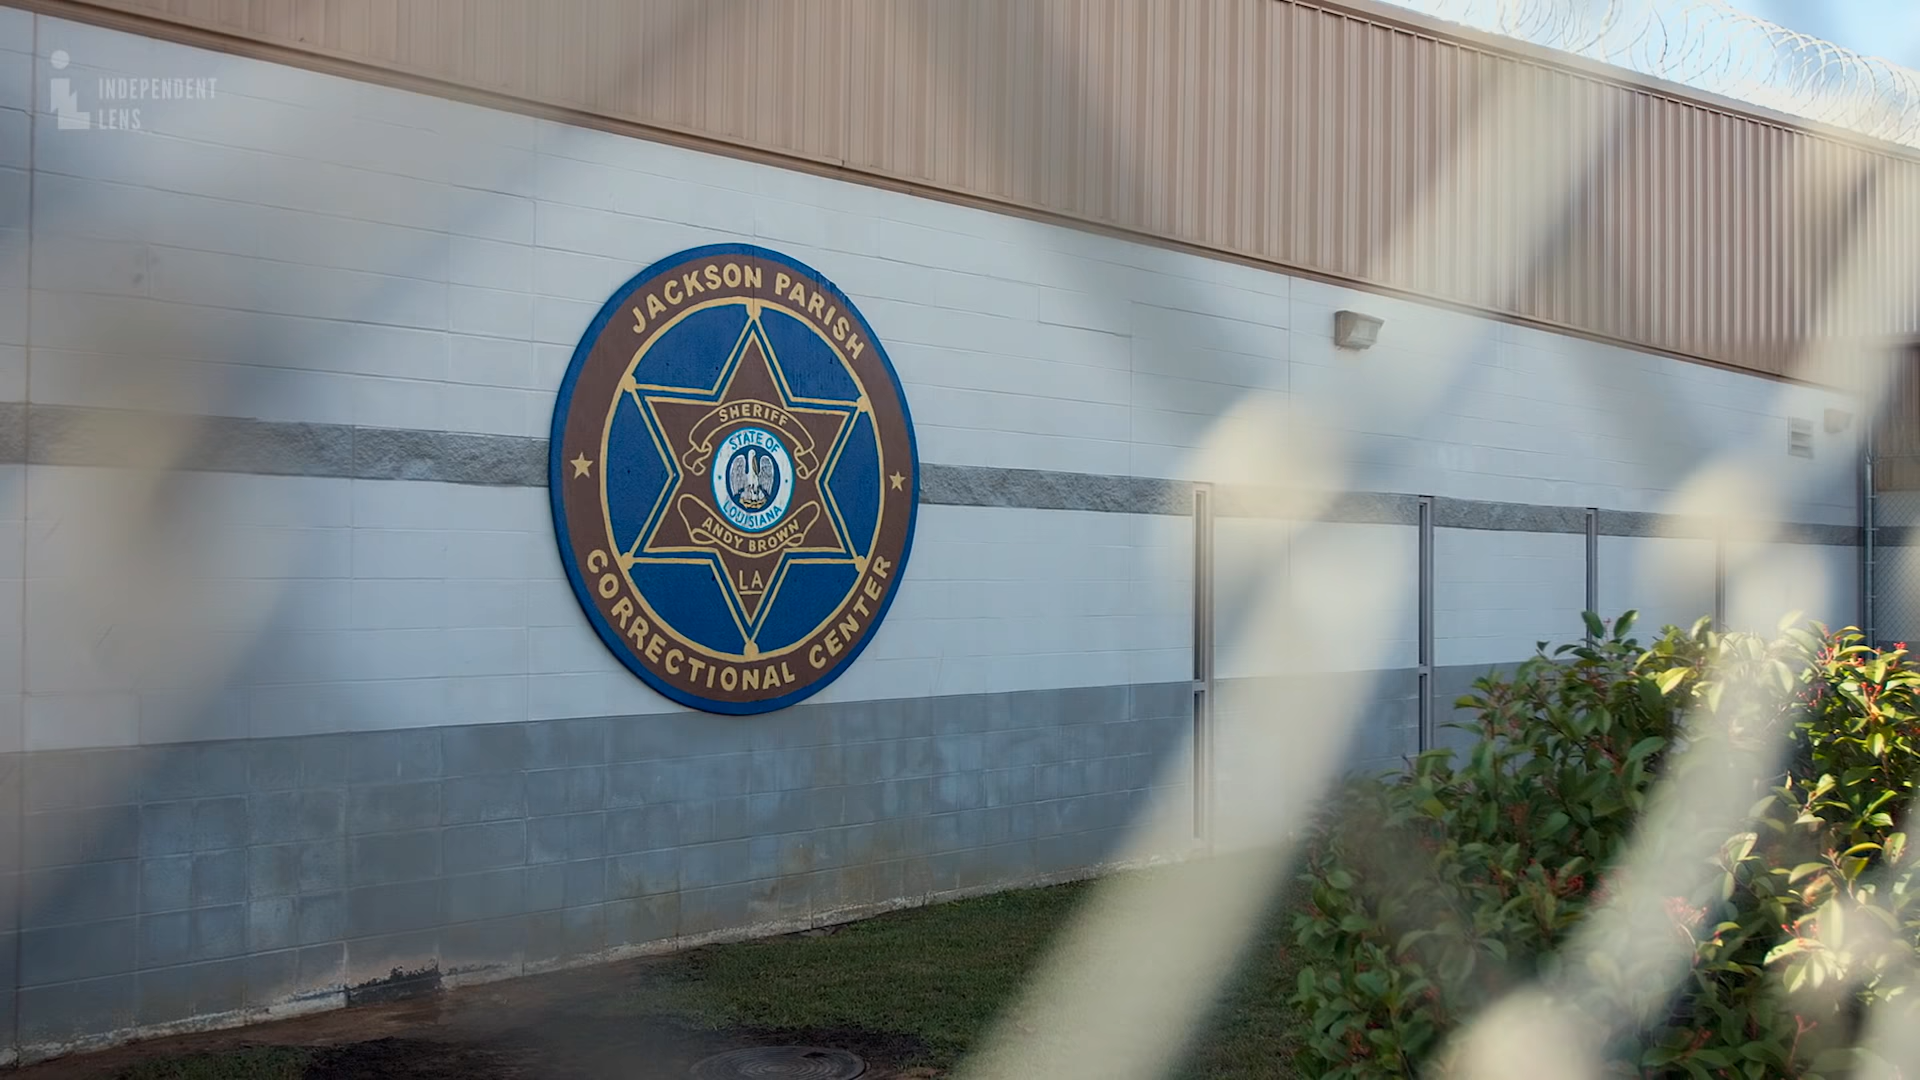 INDEPENDENT
LENS
JACKSON PARISH
SHERIFF
STATE OF
LOUISIANA
ANDY BROWN
LA
CORRECTIONAL CENTER